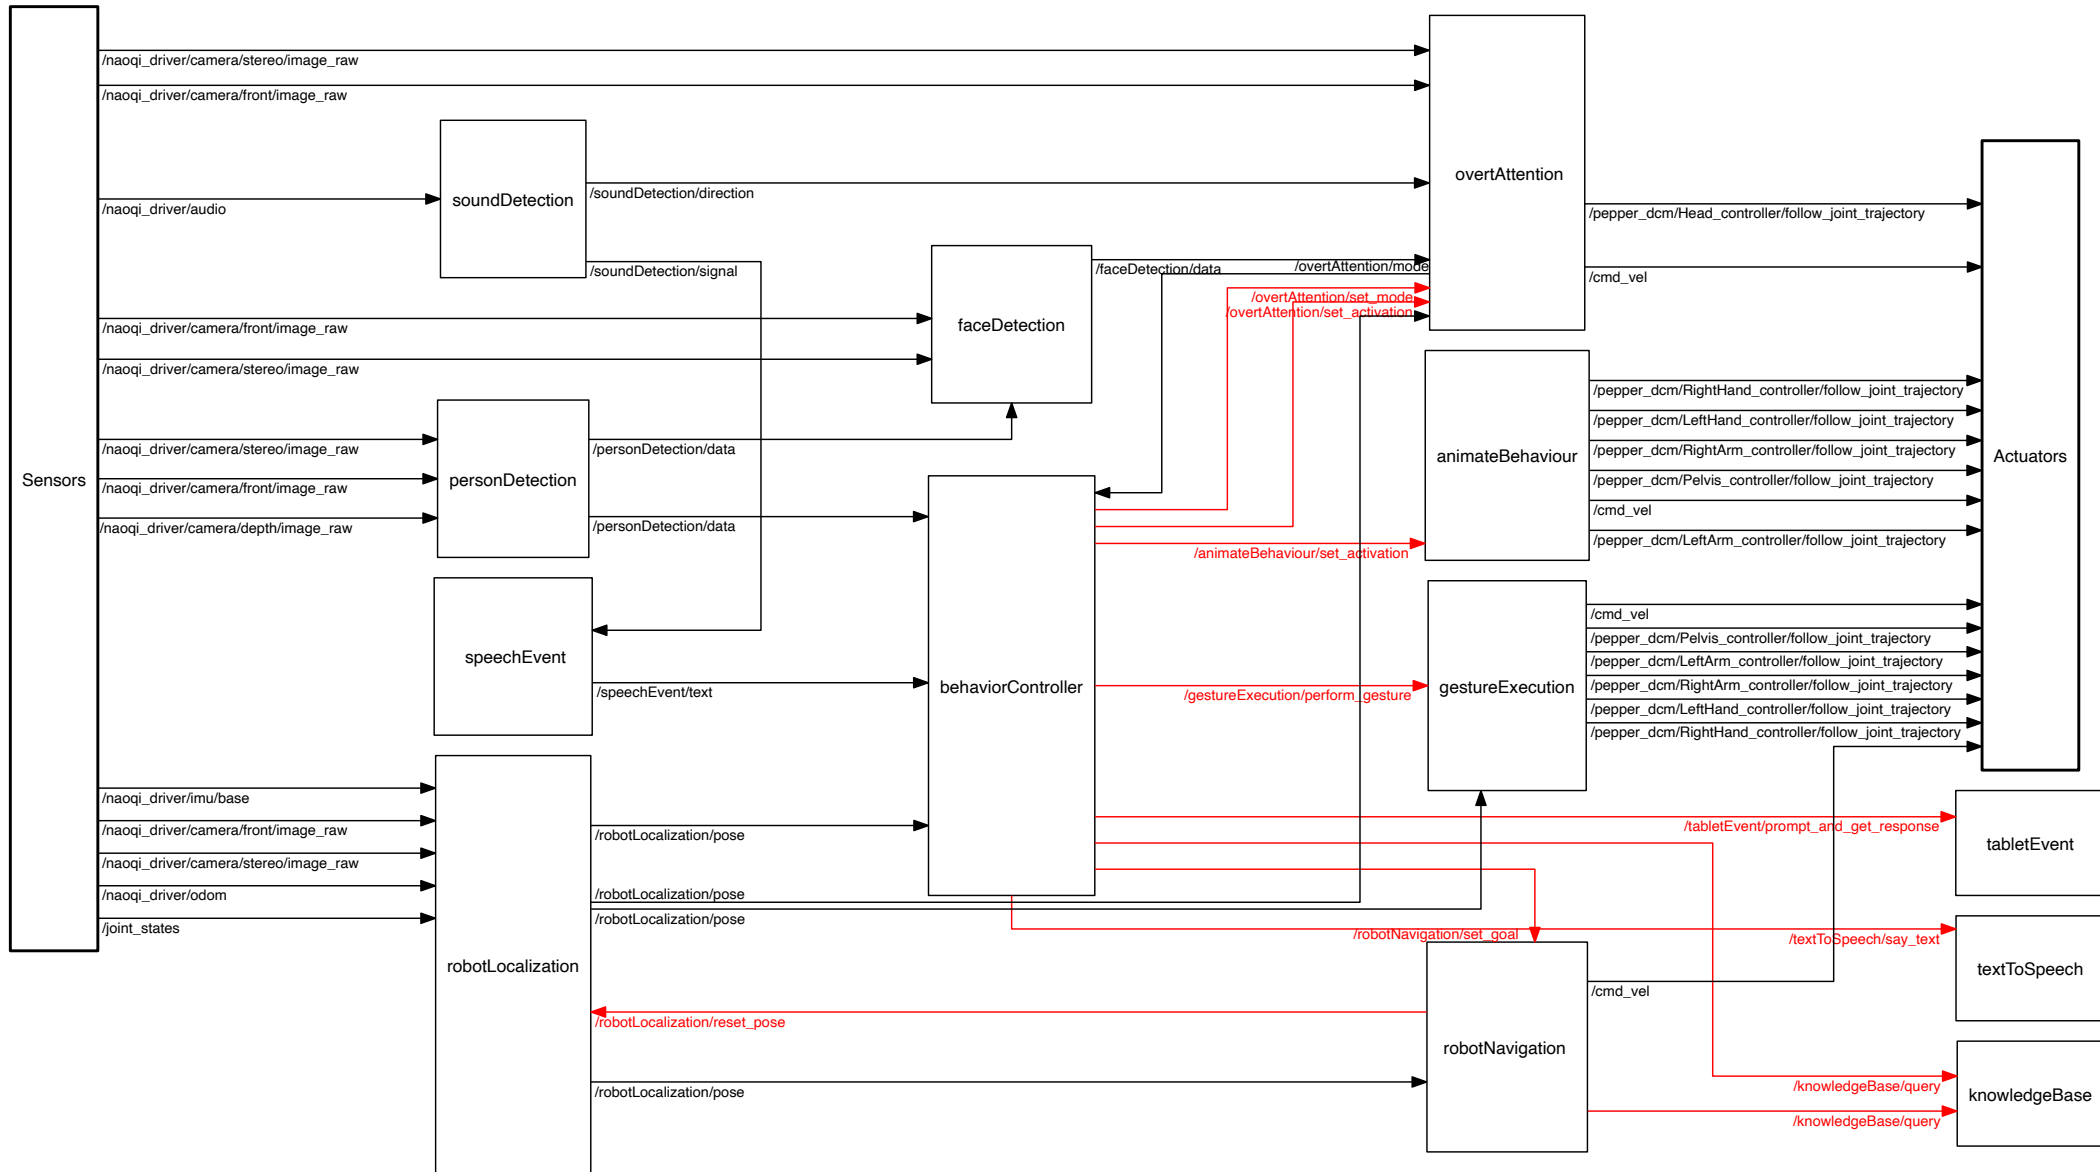 /naoqi_driver/camera/stereo/image_raw
/naoqi_driver/camera/front/image_raw
soundDetection
/naoqi_driver/audio
/soundDetection/direction
/soundDetection/signal
overtAttention
/pepper_dcm/Head_controller/follow_joint_trajectory
/cmd_vel
/faceDetection/data
/overtAttention/mode
/overtAttention/set_mode
/overtAttention/set_activation
/naoqi_driver/camera/front/image_raw
/naoqi_driver/camera/stereo/image_raw
faceDetection
Sensors
/naoqi_driver/camera/stereo/image_raw
/naoqi_driver/camera/front/image_raw
/naoqi_driver/camera/depth/image_raw
personDetection
/personDetection/data
/personDetection/data
animateBehaviour
/animateBehaviour/set_activation
/pepper_dcm/RightHand_controller/follow_joint_trajectory
/pepper_dcm/LeftHand_controller/follow_joint_trajectory
/pepper_dcm/RightArm_controller/follow_joint_trajectory
/pepper_dcm/Pelvis_controller/follow_joint_trajectory
/cmd_vel
/pepper_dcm/LeftArm_controller/follow_joint_trajectory
Actuators
speechEvent
/speechEvent/text
behaviorController
/gestureExecution/perform_gesture
gestureExecution
/cmd_vel
/pepper_dcm/Pelvis_controller/follow_joint_trajectory
/pepper_dcm/LeftArm_controller/follow_joint_trajectory
/pepper_dcm/RightArm_controller/follow_joint_trajectory
/pepper_dcm/LeftHand_controller/follow_joint_trajectory
/pepper_dcm/RightHand_controller/follow_joint_trajectory
/naoqi_driver/imu/base
/naoqi_driver/camera/front/image_raw
/naoqi_driver/camera/stereo/image_raw
/naoqi_driver/odom
/joint_states
robotLocalization
/robotLocalization/pose
/robotLocalization/pose
/robotLocalization/pose
/tabletEvent/prompt_and_get_response
tabletEvent
/robotNavigation/set_goal
/textToSpeech/say_text
textToSpeech
/robotLocalization/reset_pose
/robotLocalization/pose
robotNavigation
/cmd_vel
/knowledgeBase/query
/knowledgeBase/query
knowledgeBase